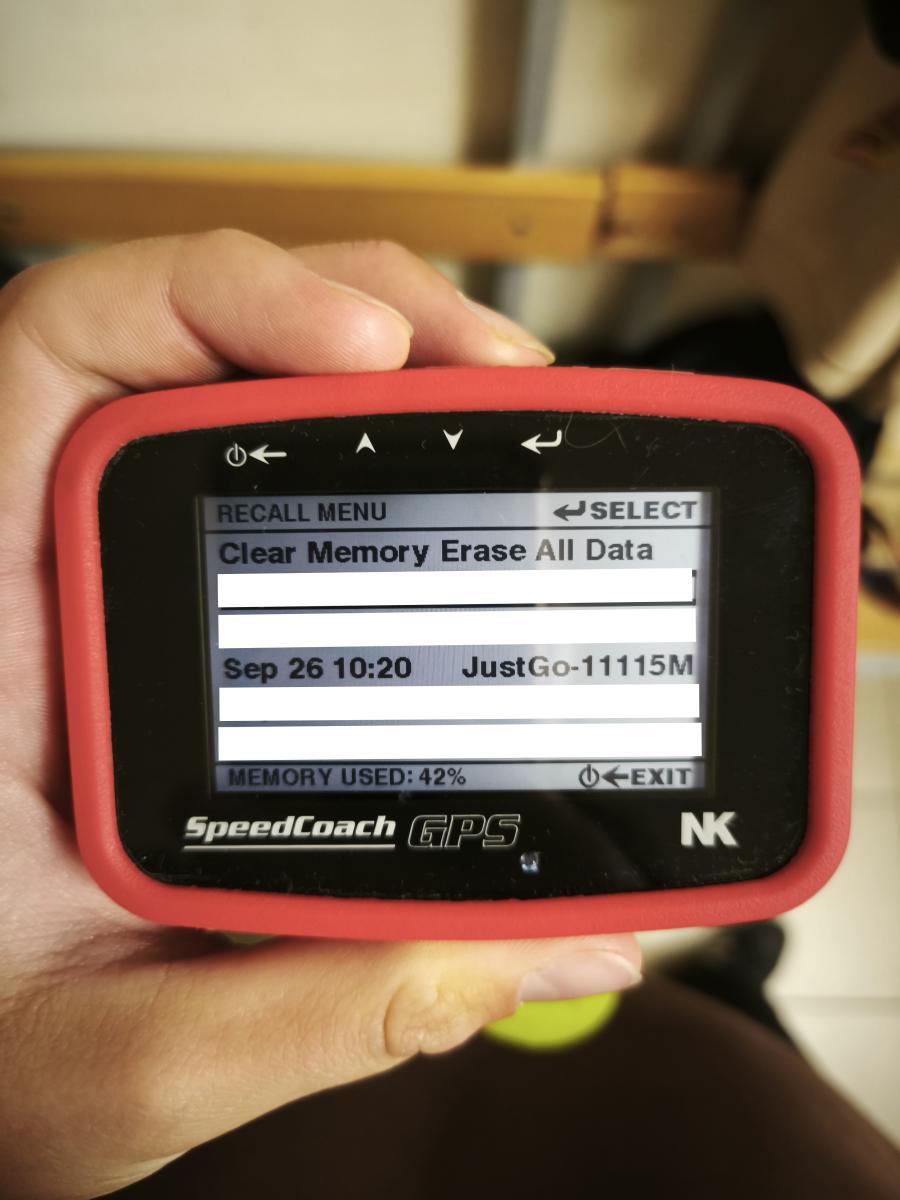 RECALL MENU SELECT
Clear Memory Erase All Data
Sep 26 10:20 JustGo-11115M
MEMORY USED: 42% EXIT
SpeedCoach GPS NK